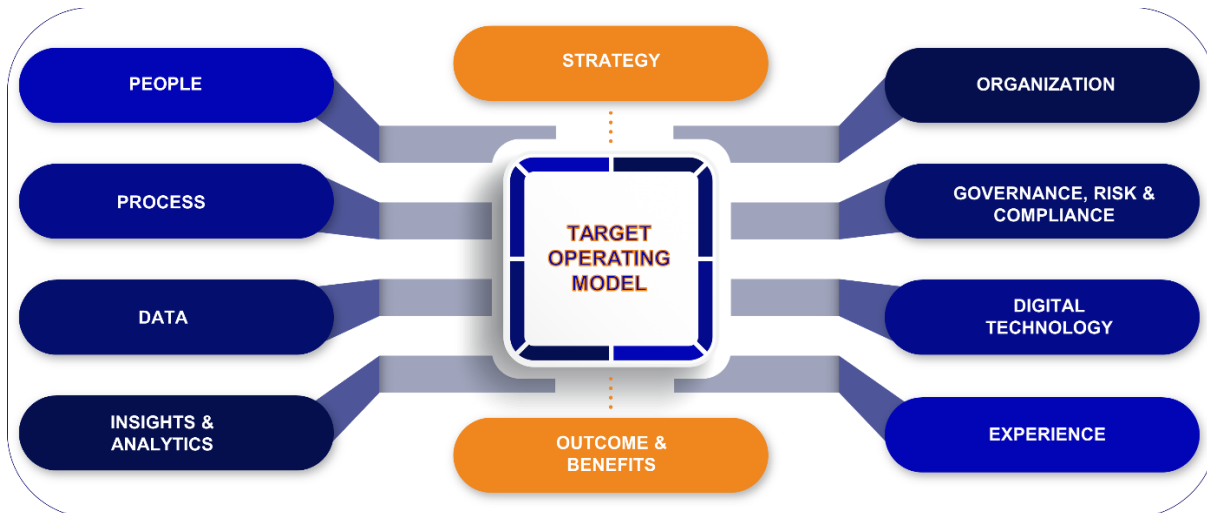 PEOPLE
PROCESS
DATA
INSIGHTS &
ANALYTICS
STRATEGY
TARGET
OPERATING
MODEL
OUTCOME &
BENEFITS
ORGANIZATION
GOVERNANCE, RISK &
COMPLIANCE
DIGITAL
TECHNOLOGY
EXPERIENCE